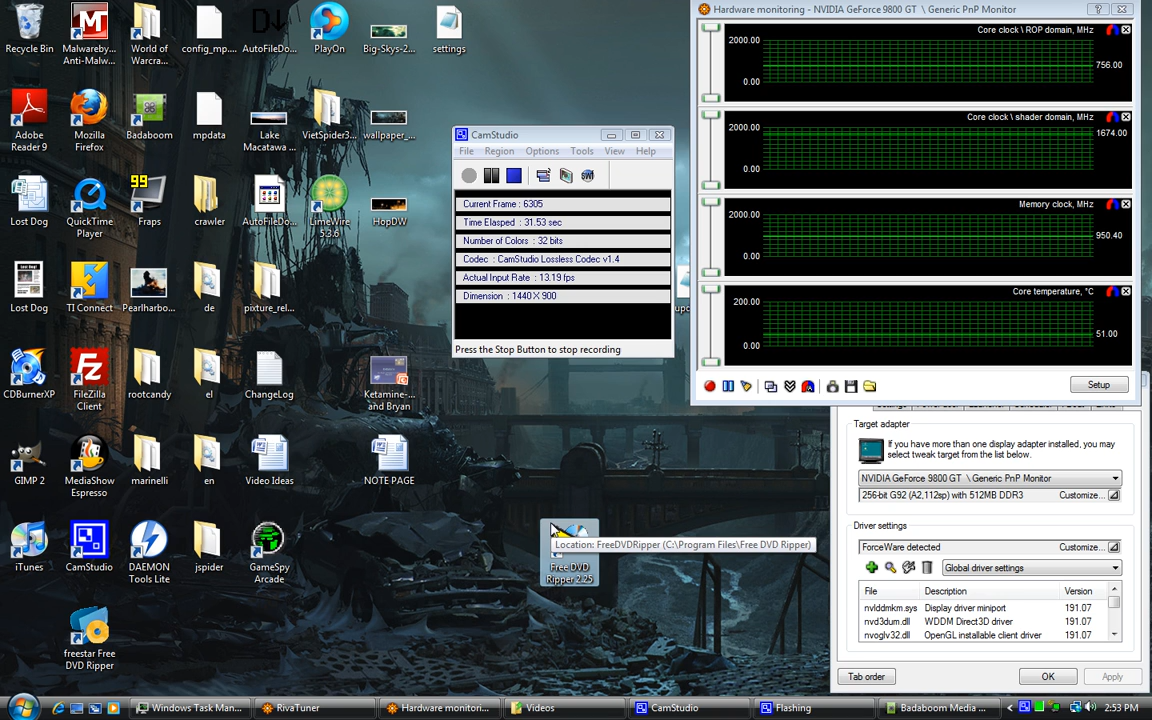 Recycle Bin
Malwareby...
Anti-Malw...
World of
Warcra...
config_mp...
AutoFileDo...
PlayOn
Big-Skys-2...
settings
Adobe
Reader 9
Mozilla
Firefox
Badaboom
mpdata
Lake
Macatawa ...
VietSpider3...
wallpaper_...
Lost Dog
QuickTime
Player
99
Fraps
crawler
AutoFileDo...
LimeWire
5.3.6
HopDW
Lost Dog
TI Connect
Pearlharbo...
de
pixture_rel...
CDBurnerXP
FileZilla
Client
rootcandy
el
ChangeLog
Ketamine-...
and Bryan
GIMP 2
MediaShow
Espresso
marinelli
en
Video Ideas
NOTE PAGE
iTunes
CamStudio
DAEMON
Tools Lite
jspider
GameSpy
Arcade
freestar Free
DVD Ripper
CamStudio
File Region Options Tools View Help
Current Frame : 6305
Time Elasped : 31.53 sec
Number of Colors : 32 bits
Codec : CamStudio Lossless Codec v1.4
Actual Input Rate : 13.19 fps
Dimension : 1440 X 900
Press the Stop Button to stop recording
Location: FreeDVDRipper (C:\Program Files\Free DVD Ripper)
Free DVD
Ripper 2.25
Hardware monitoring - NVIDIA GeForce 9800 GT \ Generic PnP Monitor
Core clock \ ROP domain, MHz
2000.00
756.00
0.00
Core clock \ shader domain, MHz
2000.00
1674.00
0.00
Memory clock, MHz
2000.00
950.40
0.00
Core temperature, °C
200.00
51.00
0.00
Setup
Target adapter
If you have more than one display adapter installed, you may
select tweak target from the list below.
NVIDIA GeForce 9800 GT \ Generic PnP Monitor
256-bit G92 (A2,112sp) with 512MB DDR3 Customize...
Driver settings
ForceWare detected Customize...
Global driver settings
File Description Version
nvlddmkm.sys Display driver miniport 191.07
nvd3dum.dll WDDM Direct3D driver 191.07
nvoglv32.dll OpenGL installable client driver 191.07
Tab order OK Apply
Windows Task Man... RivaTuner Hardware monitorin... Videos CamStudio Flashing Badaboom Media ... 2:53 PM